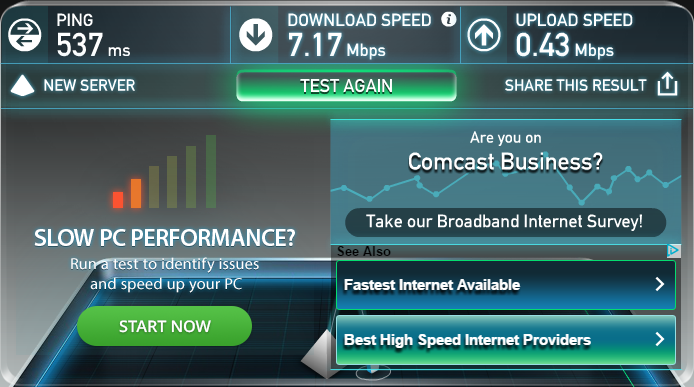 PING
537 ms
DOWNLOAD SPEED
7.17 Mbps
UPLOAD SPEED
0.43 Mbps
NEW SERVER
TEST AGAIN
SHARE THIS RESULT
SLOW PC PERFORMANCE?
Run a test to identify issues
and speed up your PC
START NOW
Are you on
Comcast Business?
Take our Broadband Internet Survey!
See Also
Fastest Internet Available
Best High Speed Internet Providers